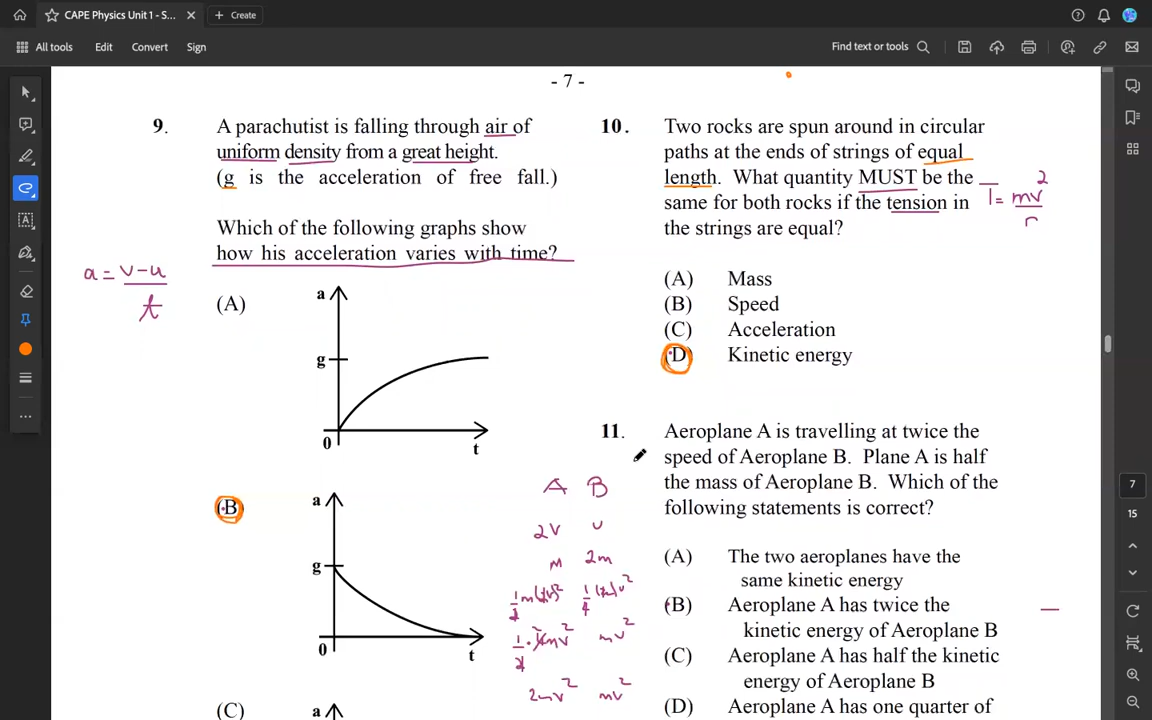 CAPE Physics Unit 1 - S...
Create
All tools
Edit
Convert
Sign
Find text or tools
- 7 -
9.
A parachutist is falling through air of
uniform density from a great height.
(g is the acceleration of free fall.)
Which of the following graphs show
how his acceleration varies with time?
a = v-u
t
(A)
a
g
0
t
(B)
a
g
0
t
(C)
a
10.
Two rocks are spun around in circular
paths at the ends of strings of equal
length. What quantity MUST be the
same for both rocks if the tension in
the strings are equal?
T = mv²
r
(A) Mass
(B) Speed
(C) Acceleration
(D) Kinetic energy
11.
Aeroplane A is travelling at twice the
speed of Aeroplane B. Plane A is half
the mass of Aeroplane B. Which of the
following statements is correct?
A B
2v v
m 2m
2mv² mv²
(A) The two aeroplanes have the
same kinetic energy
(B) Aeroplane A has twice the
kinetic energy of Aeroplane B
(C) Aeroplane A has half the kinetic
energy of Aeroplane B
(D) Aeroplane A has one quarter of
7
15